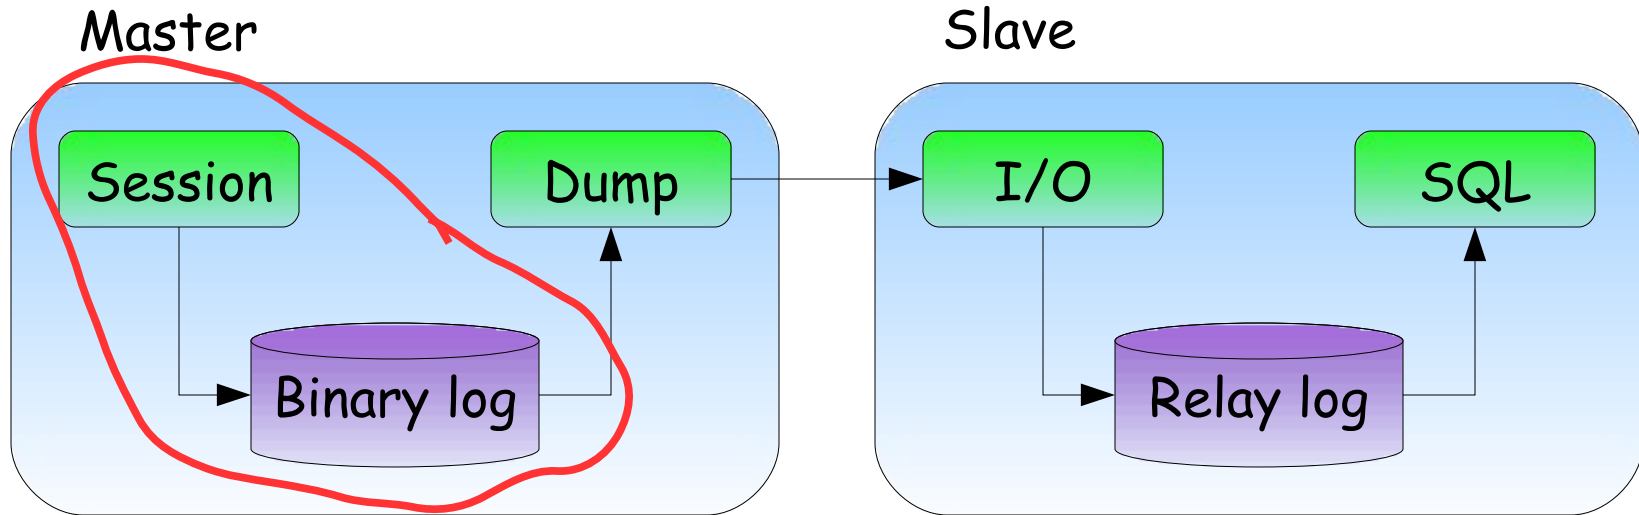 Master
Slave
Session
Dump
I/O
SQL
Binary log
Relay log